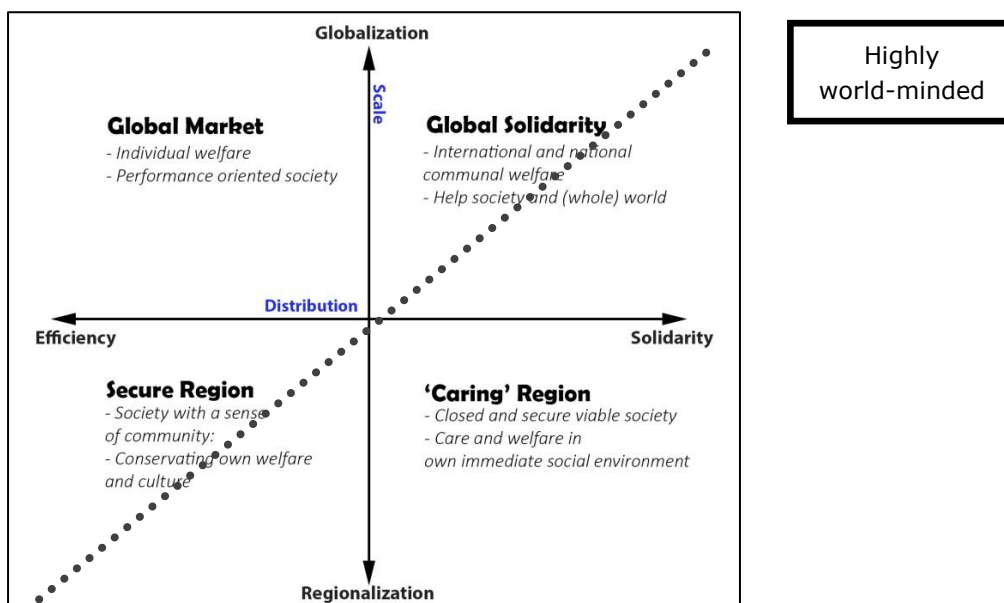 Globalization
Highly
world-minded
Scale
Global Market
- Individual welfare
- Performance oriented society
Global Solidarity
- International and national
communal welfare
- Help society and (whole) world
Distribution
Efficiency
Solidarity
Secure Region
- Society with a sense
of community:
- Conservating own welfare
and culture
‘Caring’ Region
- Closed and secure viable society
- Care and welfare in
own immediate social environment
Regionalization